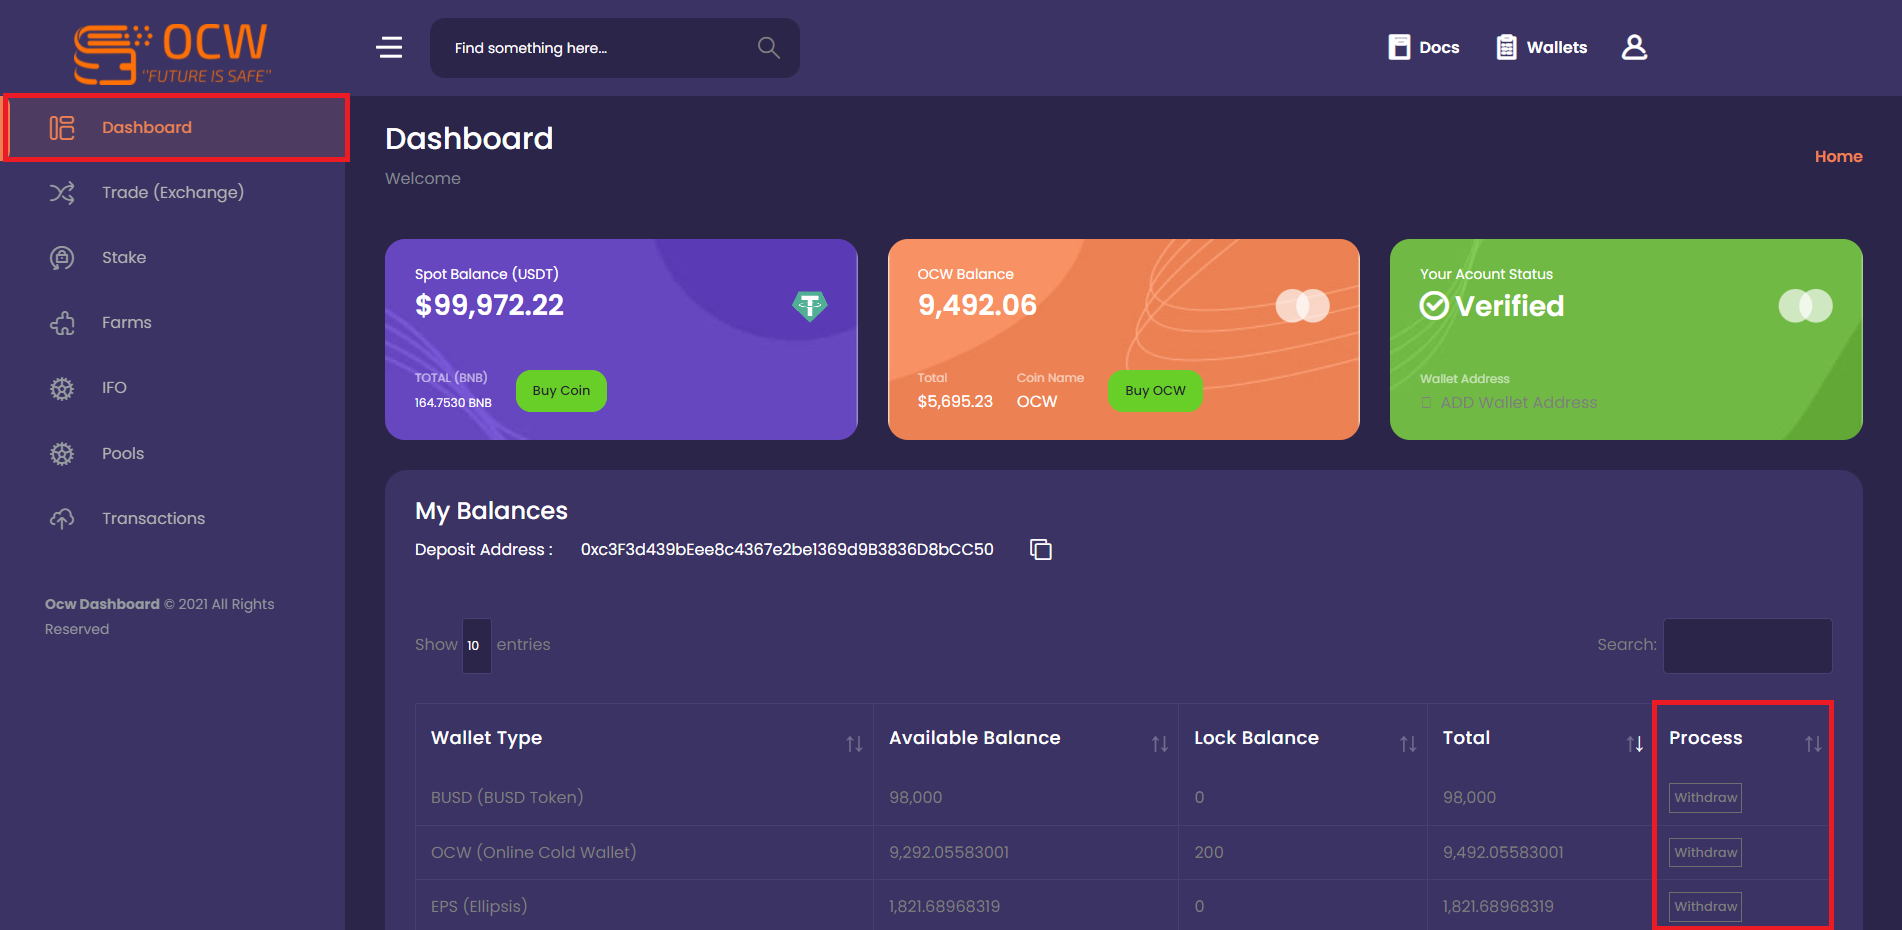 OCW
"FUTURE IS SAFE"
Find something here...
Docs
Wallets
Dashboard
Trade (Exchange)
Stake
Farms
IFO
Pools
Transactions
Ocw Dashboard © 2021 All Rights
Reserved
Dashboard
Welcome
Home
Spot Balance (USDT)
$99,972.22
TOTAL (BNB)
164.7530 BNB
Buy Coin
OCW Balance
9,492.06
Total
$5,695.23
Coin Name
OCW
Buy OCW
Your Acount Status
Verified
Wallet Address
ADD Wallet Address
My Balances
Deposit Address : 0xc3F3d439bEee8c4367e2be1369d9B3836D8bCC50
Show 10 entries
Search:
Wallet Type Available Balance Lock Balance Total Process
BUSD (BUSD Token) 98,000 0 98,000 Withdraw
OCW (Online Cold Wallet) 9,292.05583001 200 9,492.05583001 Withdraw
EPS (Ellipsis) 1,821.68968319 0 1,821.68968319 Withdraw